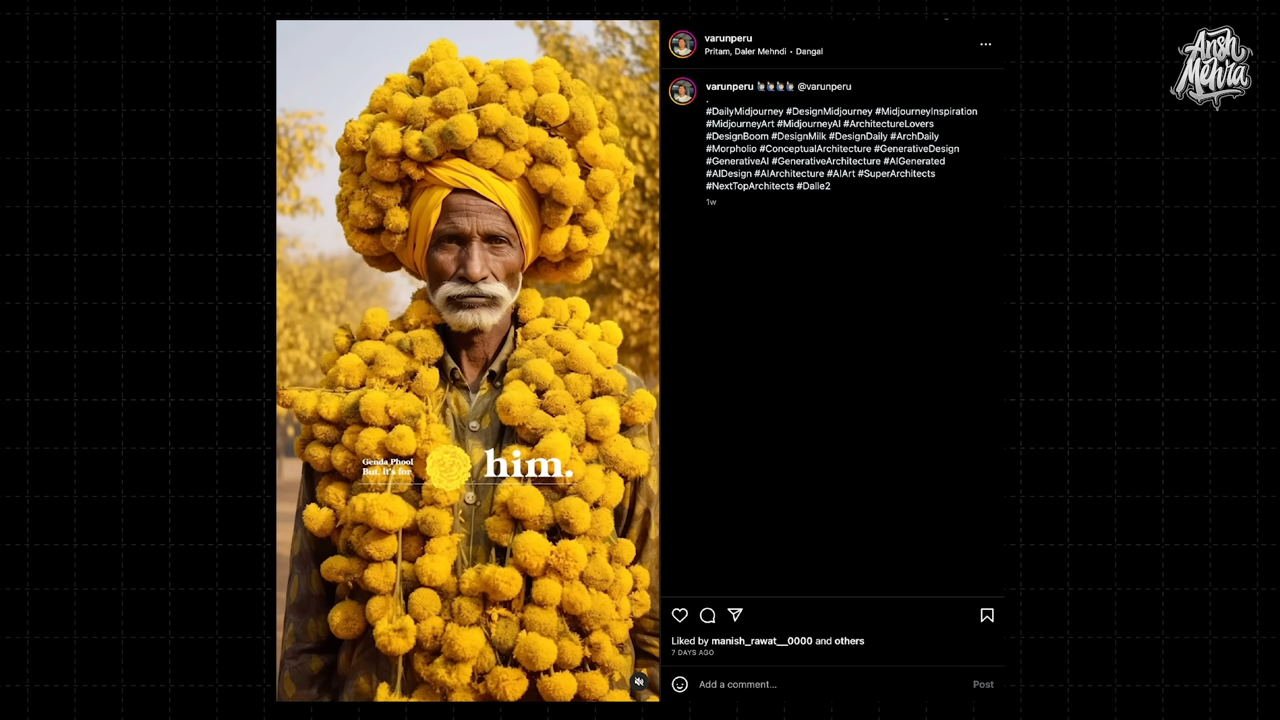 varunperu
Pritam, Daler Mehndi • Dangal
varunperu @varunperu
.
#DailyMidjourney #DesignMidjourney #MidjourneyInspiration
#MidjourneyArt #MidjourneyAI #ArchitectureLovers
#DesignBoom #DesignMilk #DesignDaily #ArchDaily
#Morpholio #ConceptualArchitecture #GenerativeDesign
#GenerativeAI #GenerativeArchitecture #AIGenerated
#AIDesign #AIArchitecture #AIArt #SuperArchitects
#NextTopArchitects #Dalle2
1w
Genda Phool
But, it's for
him.
Liked by manish_rawat__0000 and others
7 DAYS AGO
Add a comment...
Post
Ansh
Mehra